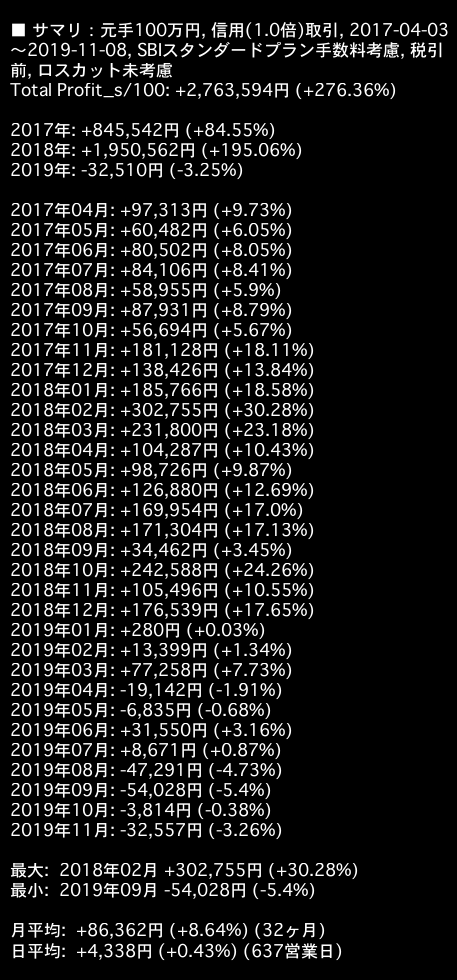 ■ サマリ：元手100万円, 信用(1.0倍)取引, 2017-04-03
〜2019-11-08, SBIスタンダードプラン手数料考慮, 税引
前, ロスカット未考慮
Total Profit_s/100: +2,763,594円 (+276.36%)
2017年: +845,542円 (+84.55%)
2018年: +1,950,562円 (+195.06%)
2019年: -32,510円 (-3.25%)
2017年04月: +97,313円 (+9.73%)
2017年05月: +60,482円 (+6.05%)
2017年06月: +80,502円 (+8.05%)
2017年07月: +84,106円 (+8.41%)
2017年08月: +58,955円 (+5.9%)
2017年09月: +87,931円 (+8.79%)
2017年10月: +56,694円 (+5.67%)
2017年11月: +181,128円 (+18.11%)
2017年12月: +138,426円 (+13.84%)
2018年01月: +185,766円 (+18.58%)
2018年02月: +302,755円 (+30.28%)
2018年03月: +231,800円 (+23.18%)
2018年04月: +104,287円 (+10.43%)
2018年05月: +98,726円 (+9.87%)
2018年06月: +126,880円 (+12.69%)
2018年07月: +169,954円 (+17.0%)
2018年08月: +171,304円 (+17.13%)
2018年09月: +34,462円 (+3.45%)
2018年10月: +242,588円 (+24.26%)
2018年11月: +105,496円 (+10.55%)
2018年12月: +176,539円 (+17.65%)
2019年01月: +280円 (+0.03%)
2019年02月: +13,399円 (+1.34%)
2019年03月: +77,258円 (+7.73%)
2019年04月: -19,142円 (-1.91%)
2019年05月: -6,835円 (-0.68%)
2019年06月: +31,550円 (+3.16%)
2019年07月: +8,671円 (+0.87%)
2019年08月: -47,291円 (-4.73%)
2019年09月: -54,028円 (-5.4%)
2019年10月: -3,814円 (-0.38%)
2019年11月: -32,557円 (-3.26%)
最大: 2018年02月 +302,755円 (+30.28%)
最小: 2019年09月 -54,028円 (-5.4%)
月平均: +86,362円 (+8.64%) (32ヶ月)
日平均: +4,338円 (+0.43%) (637営業日)